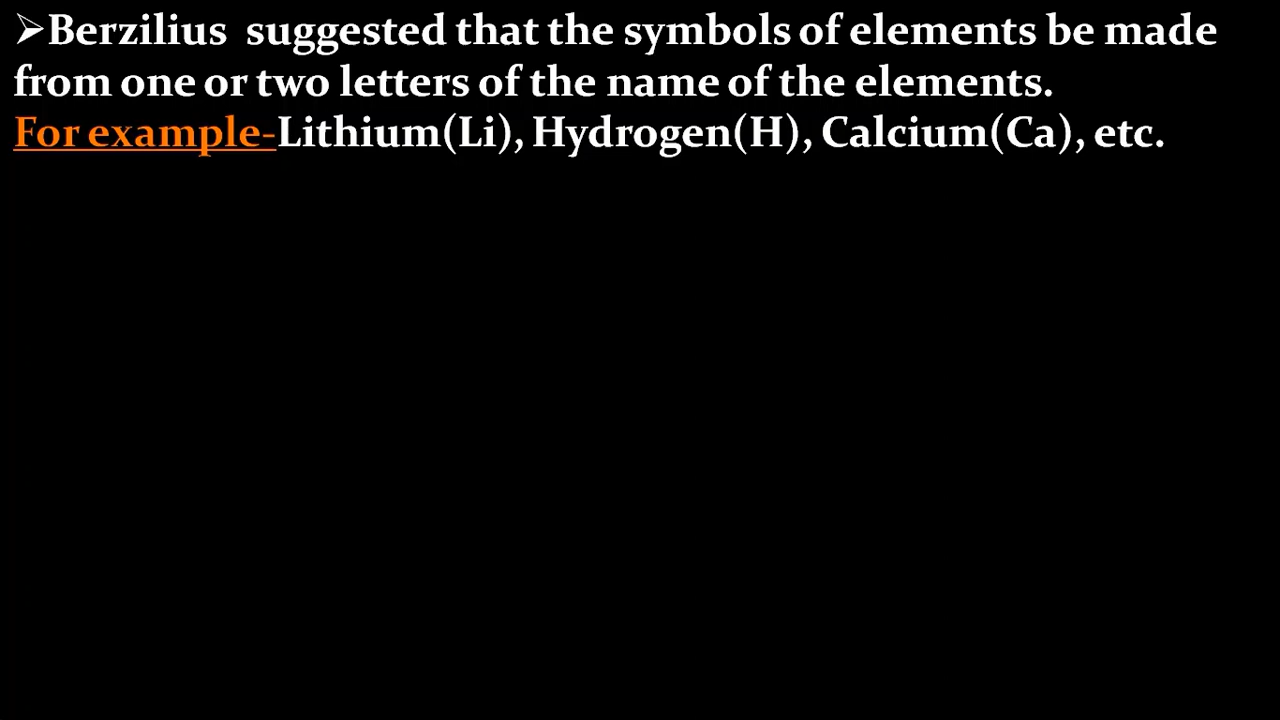 ➢Berzilius suggested that the symbols of elements be made
from one or two letters of the name of the elements.
For example-Lithium(Li), Hydrogen(H), Calcium(Ca), etc.